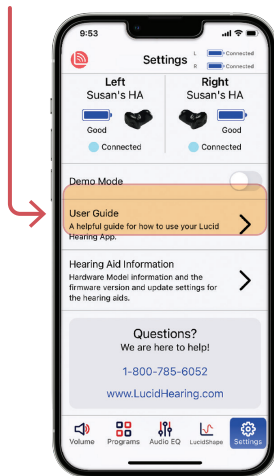 9:53
Settings
L Connected
R Connected
Left
Susan's HA
Right
Susan's HA
Good
Good
Connected
Connected
Demo Mode
User Guide
A helpful guide for how to use your Lucid
Hearing App.
Hearing Aid Information
Hardware Model information and the
firmware version and update settings for
the hearing aids.
Questions?
We are here to help!
1-800-785-6052
www.LucidHearing.com
Volume
Programs
Audio EQ
LucidShape
Settings